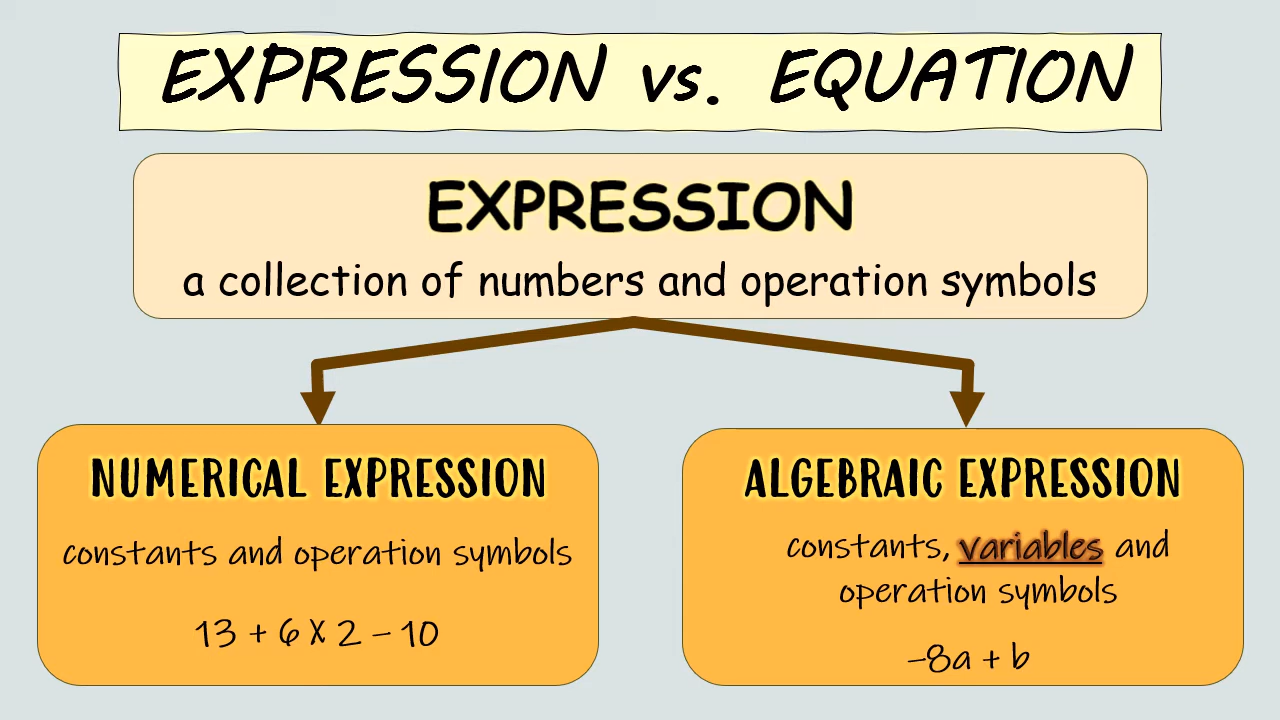 EXPRESSION vs. EQUATION
EXPRESSION
a collection of numbers and operation symbols
NUMERICAL EXPRESSION
constants and operation symbols
13 + 6 X 2 – 10
ALGEBRAIC EXPRESSION
constants, variables and
operation symbols
–8a + b